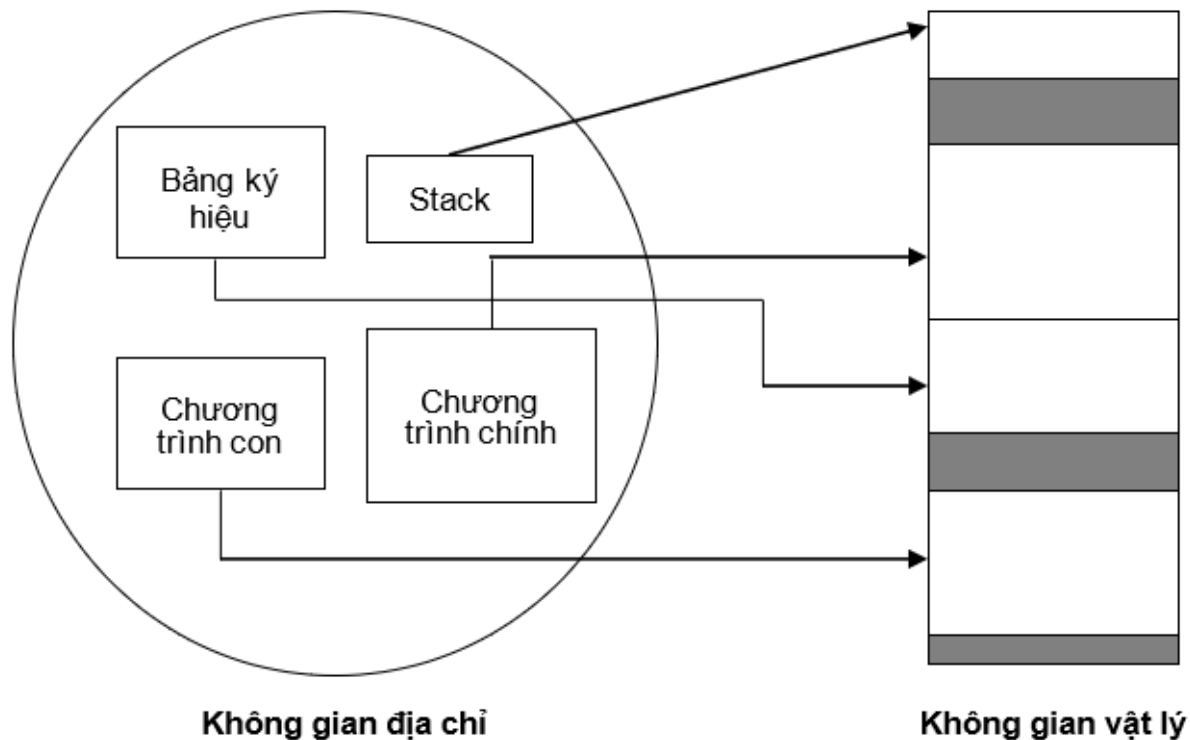 Bảng ký
hiệu
Stack
Chương
trình con
Chương
trình chính
Không gian địa chỉ
Không gian vật lý